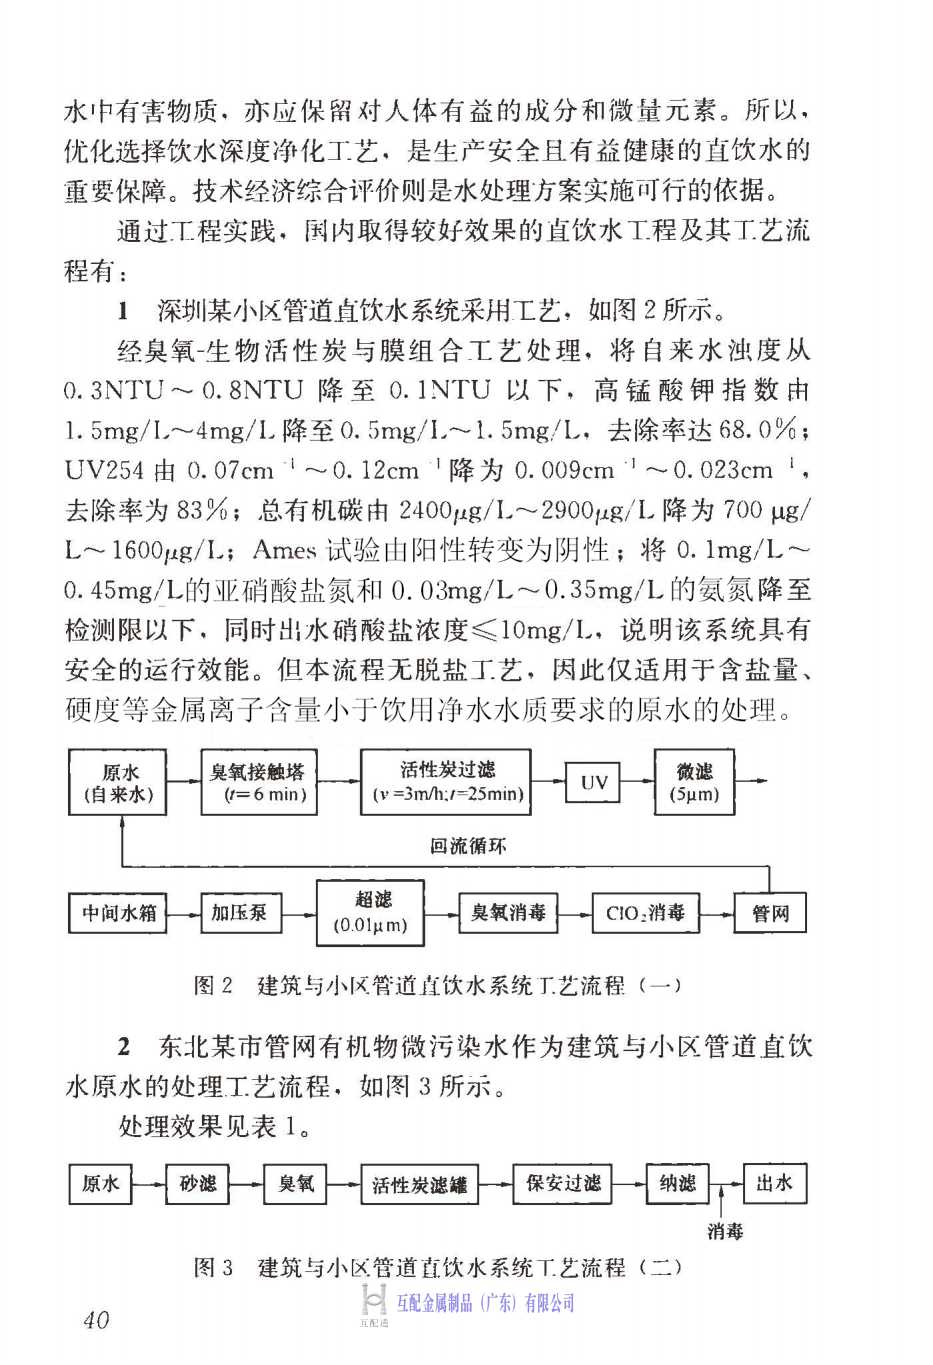 水中有害物质，亦应保留对人体有益的成分和微量元素。所以，
优化选择饮水深度净化工艺，是生产安全且有益健康的直饮水的
重要保障。技术经济综合评价则是水处理方案实施可行的依据。
通过工程实践，国内取得较好效果的直饮水工程及其工艺流
程有：
1 深圳某小区管道直饮水系统采用工艺，如图 2 所示。
经臭氧-生物活性炭与膜组合工艺处理，将自来水浊度从
0.3NTU～0.8NTU 降至 0.1NTU 以下，高锰酸钾指数由
1.5mg/L～4mg/L 降至 0.5mg/L～1.5mg/L，去除率达 68.0%；
UV254 由 0.07cm⁻¹～0.12cm⁻¹降为 0.009cm⁻¹～0.023cm⁻¹，
去除率为 83%；总有机碳由 2400μg/L～2900μg/L 降为 700 μg/
L～1600μg/L；Ames 试验由阳性转变为阴性；将 0.1mg/L～
0.45mg/L的亚硝酸盐氮和 0.03mg/L～0.35mg/L 的氨氮降至
检测限以下，同时出水硝酸盐浓度≤10mg/L，说明该系统具有
安全的运行效能。但本流程无脱盐工艺，因此仅适用于含盐量、
硬度等金属离子含量小于饮用净水水质要求的原水的处理。
原水
(自来水)
臭氧接触塔
(t=6 min)
活性炭过滤
(v =3m/h;t=25min)
UV
微滤
(5μm)
回流循环
中间水箱
加压泵
超滤
(0.01μm)
臭氧消毒
ClO₂消毒
管网
图 2 建筑与小区管道直饮水系统工艺流程（一）
2 东北某市管网有机物微污染水作为建筑与小区管道直饮
水原水的处理工艺流程，如图 3 所示。
处理效果见表 1。
原水
砂滤
臭氧
活性炭滤罐
保安过滤
纳滤
出水
消毒
图 3 建筑与小区管道直饮水系统工艺流程（二）
互配金属制品（广东）有限公司
互配通
40